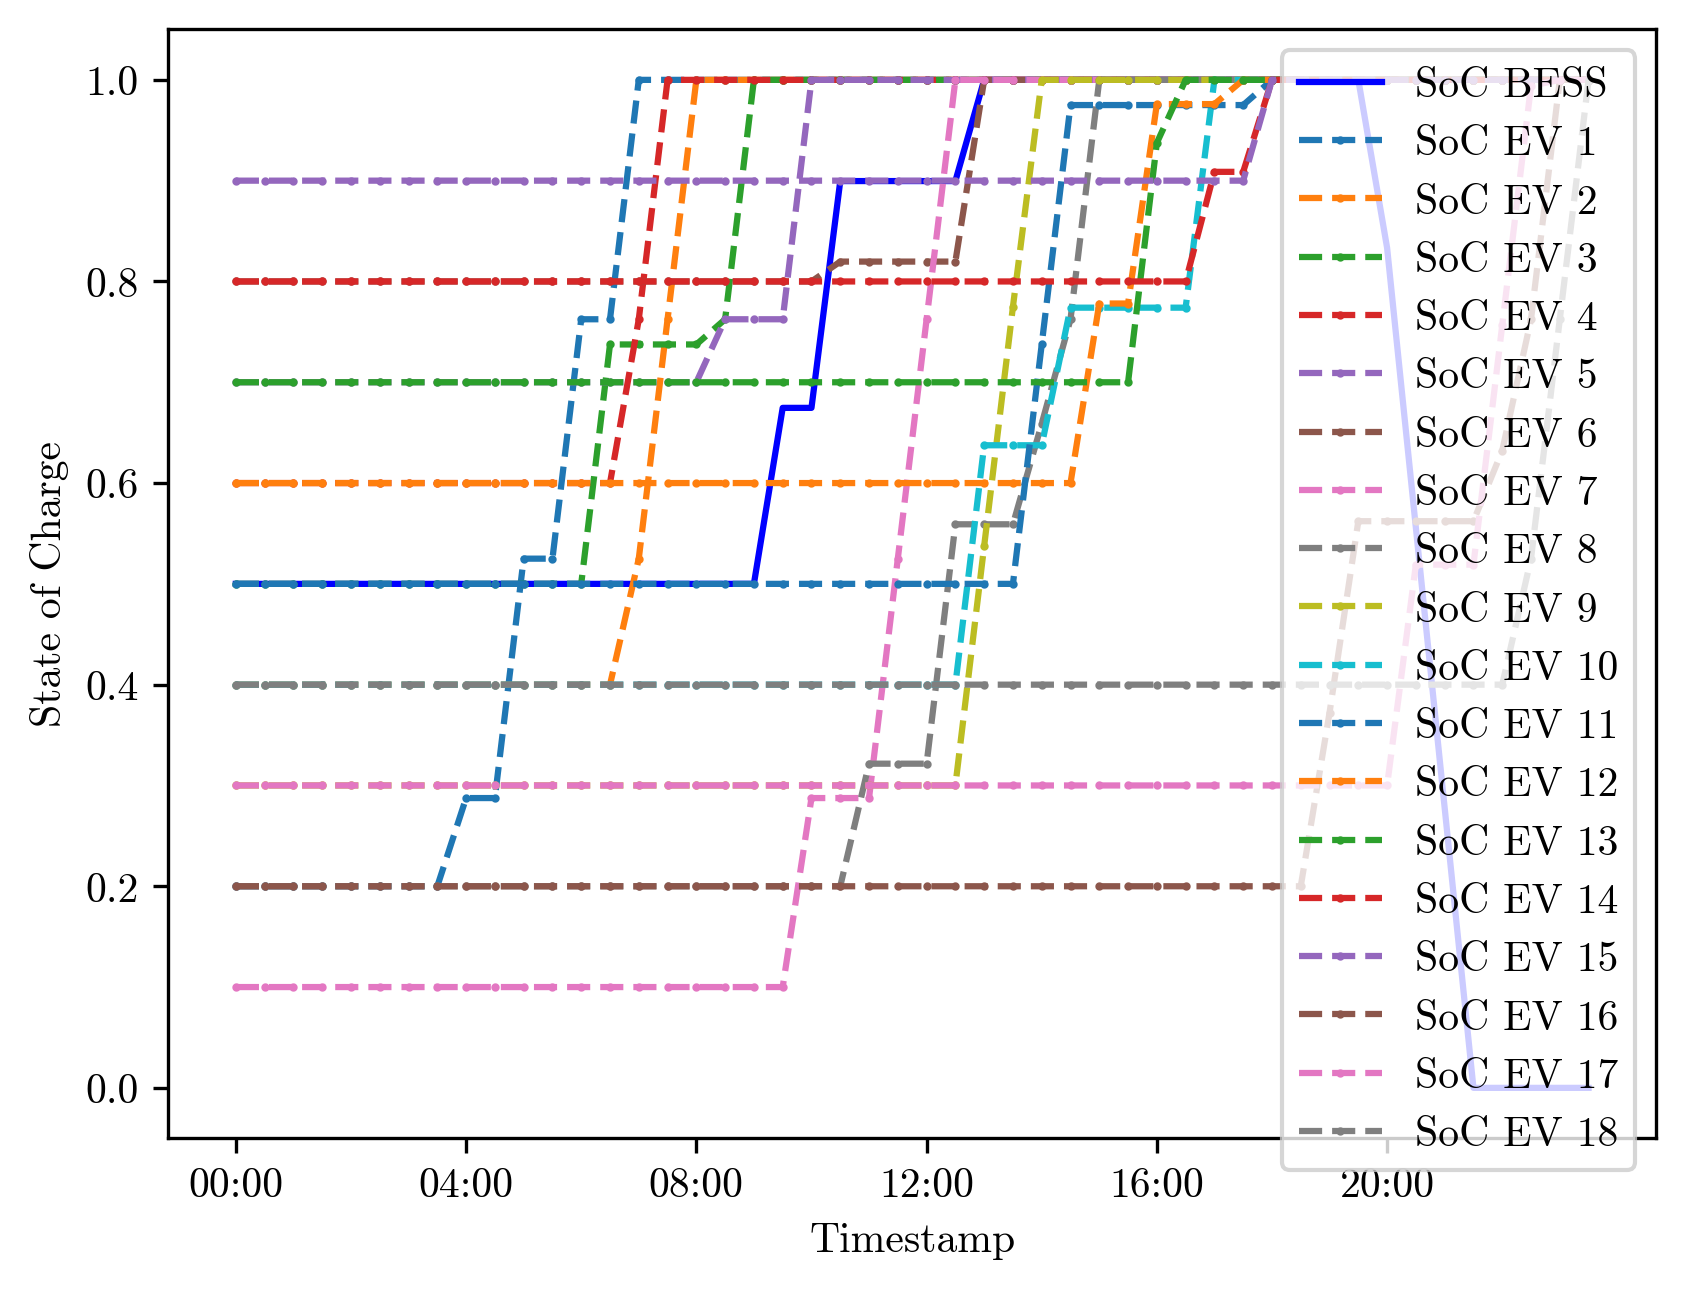 1.0
0.8
0.6
0.4
0.2
0.0
State of Charge
00:00
04:00
08:00
12:00
16:00
20:00
Timestamp
SoC BESS
SoC EV 1
SoC EV 2
SoC EV 3
SoC EV 4
SoC EV 5
SoC EV 6
SoC EV 7
SoC EV 8
SoC EV 9
SoC EV 10
SoC EV 11
SoC EV 12
SoC EV 13
SoC EV 14
SoC EV 15
SoC EV 16
SoC EV 17
SoC EV 18